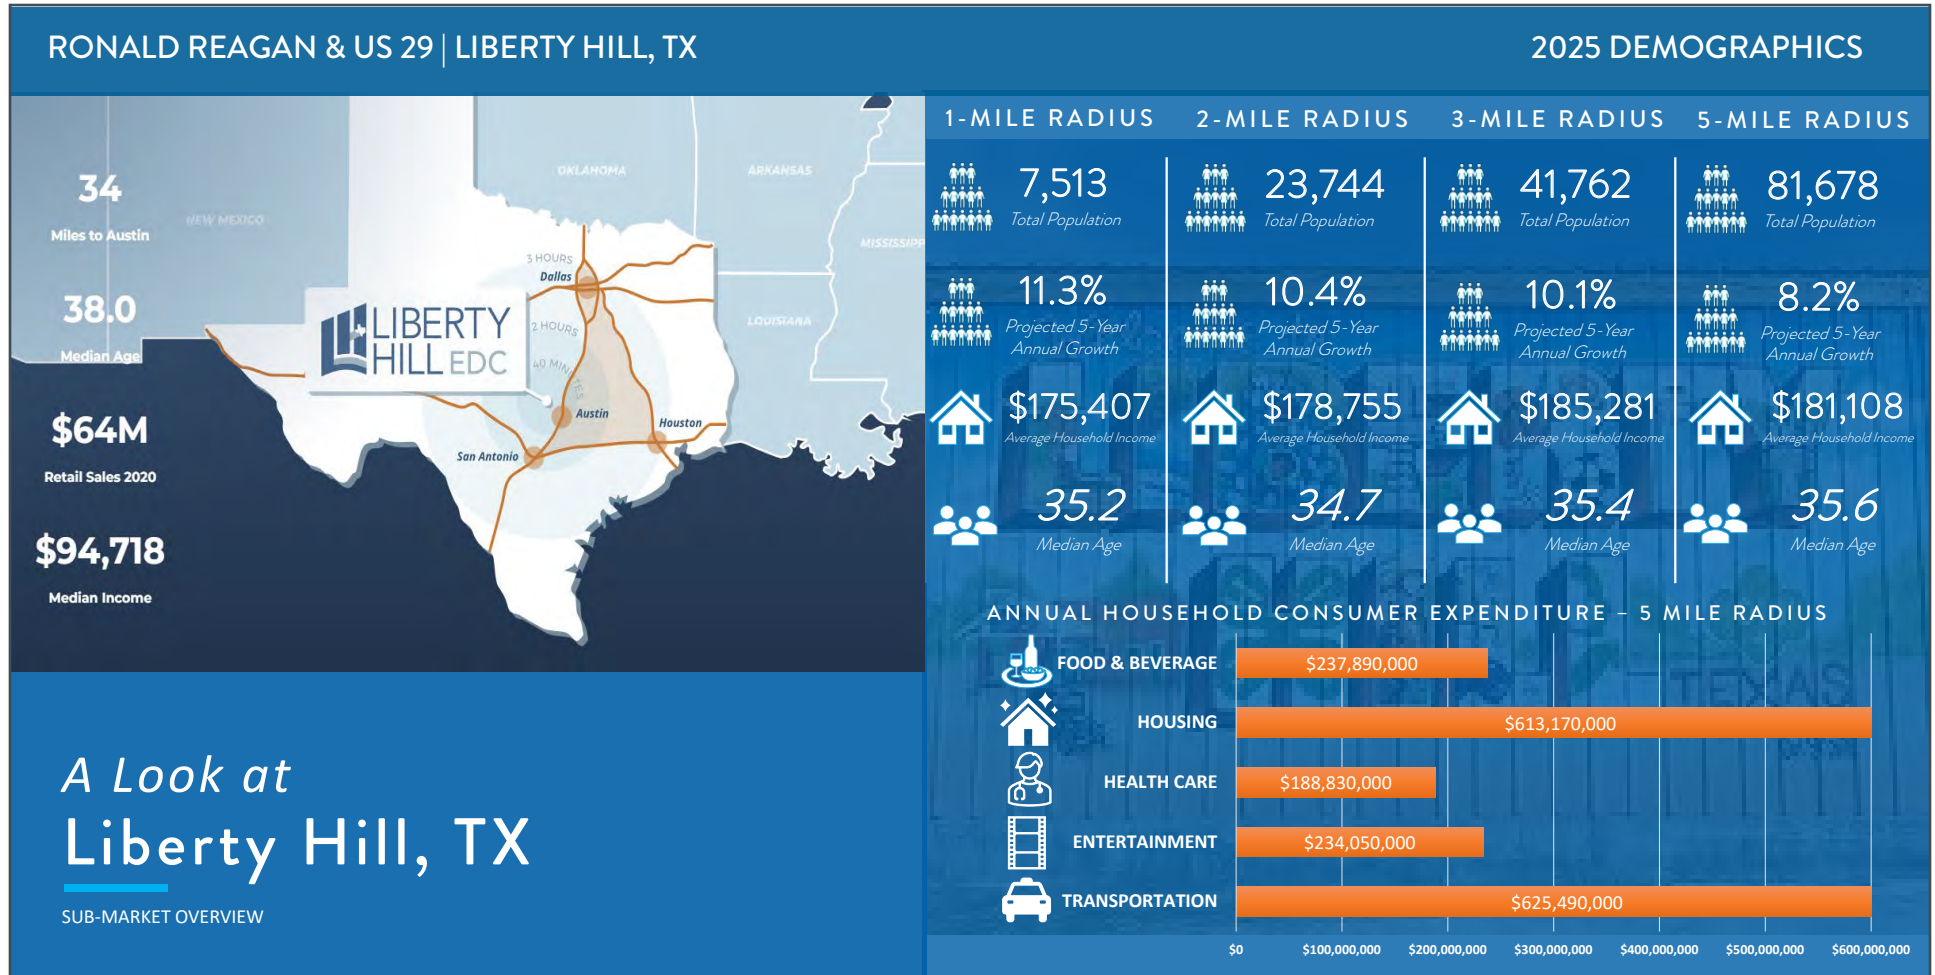 RONALD REAGAN & US 29 | LIBERTY HILL, TX
2025 DEMOGRAPHICS
34
Miles to Austin
38.0
Median Age
$64M
Retail Sales 2020
$94,718
Median Income
NEW MEXICO
OKLAHOMA
ARKANSAS
MISSISSIPP
LOUISIANA
3 HOURS
Dallas
2 HOURS
40 MINUTES
LIBERTY
HILL EDC
Austin
Houston
San Antonio
A Look at
Liberty Hill, TX
SUB-MARKET OVERVIEW
1-MILE RADIUS
2-MILE RADIUS
3-MILE RADIUS
5-MILE RADIUS
7,513
Total Population
23,744
Total Population
41,762
Total Population
81,678
Total Population
11.3%
Projected 5-Year
Annual Growth
10.4%
Projected 5-Year
Annual Growth
10.1%
Projected 5-Year
Annual Growth
8.2%
Projected 5-Year
Annual Growth
$175,407
Average Household Income
$178,755
Average Household Income
$185,281
Average Household Income
$181,108
Average Household Income
35.2
Median Age
34.7
Median Age
35.4
Median Age
35.6
Median Age
ANNUAL HOUSEHOLD CONSUMER EXPENDITURE – 5 MILE RADIUS
FOOD & BEVERAGE
$237,890,000
HOUSING
$613,170,000
TEXAS
HEALTH CARE
$188,830,000
ENTERTAINMENT
$234,050,000
TRANSPORTATION
$625,490,000
$0
$100,000,000
$200,000,000
$300,000,000
$400,000,000
$500,000,000
$600,000,000